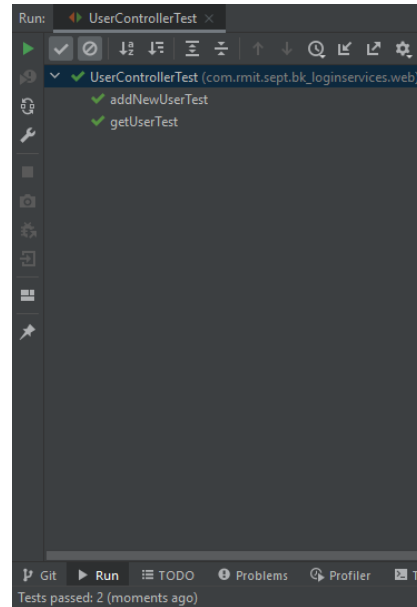 Run: UserControllerTest ×
UserControllerTest (com.rmit.sept.bk_loginservices.web)
addNewUserTest
getUserTest
Git Run TODO Problems Profiler T
Tests passed: 2 (moments ago)